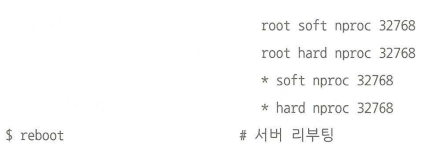 root soft nproc 32768
root hard nproc 32768
* soft nproc 32768
* hard nproc 32768
$ reboot # 서버 리부팅